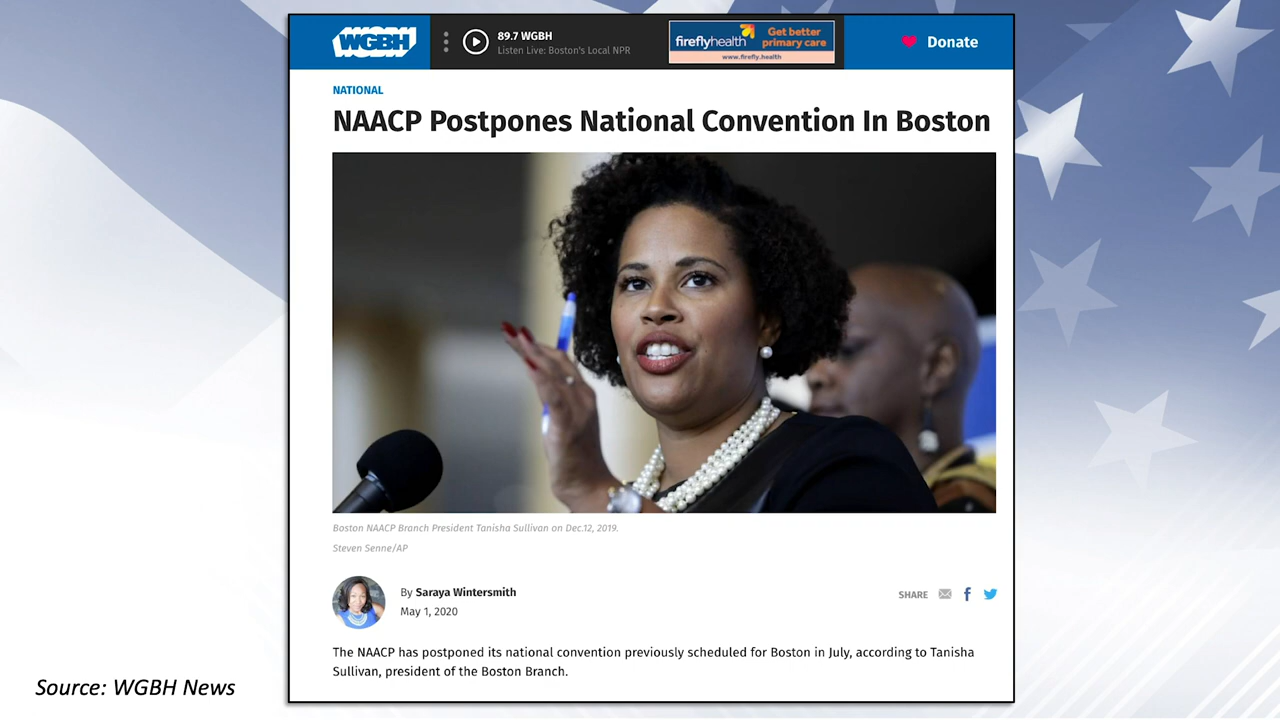 WGBH
89.7 WGBH
Listen Live: Boston's Local NPR
fireflyhealth
Get better
primary care
www.firefly.health
Donate
NATIONAL
NAACP Postpones National Convention In Boston
Boston NAACP Branch President Tanisha Sullivan on Dec.12, 2019.
Steven Senne/AP
By Saraya Wintersmith
May 1, 2020
SHARE
The NAACP has postponed its national convention previously scheduled for Boston in July, according to Tanisha
Sullivan, president of the Boston Branch.
Source: WGBH News